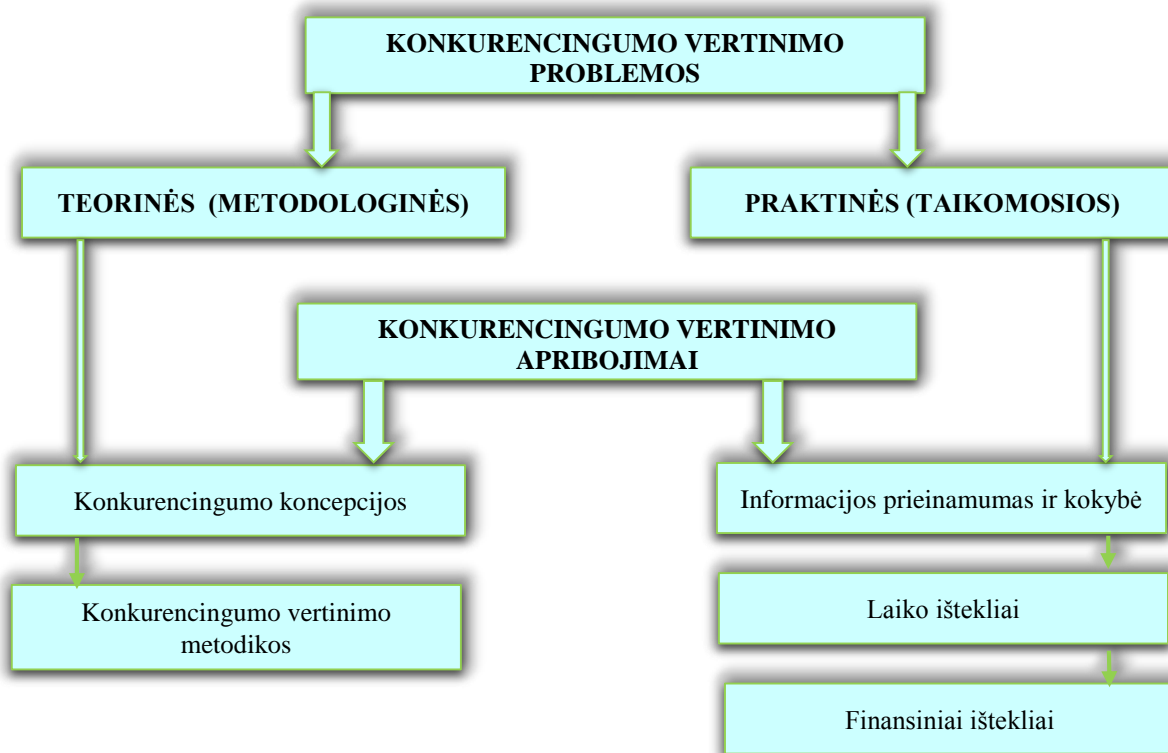 KONKURENCINGUMO VERTINIMO
PROBLEMOS
TEORINĖS (METODOLOGINĖS)
PRAKTINĖS (TAIKOMOSIOS)
KONKURENCINGUMO VERTINIMO
APRIBOJIMAI
Konkurencingumo koncepcijos
Informacijos prieinamumas ir kokybė
Konkurencingumo vertinimo
metodikos
Laiko ištekliai
Finansiniai ištekliai